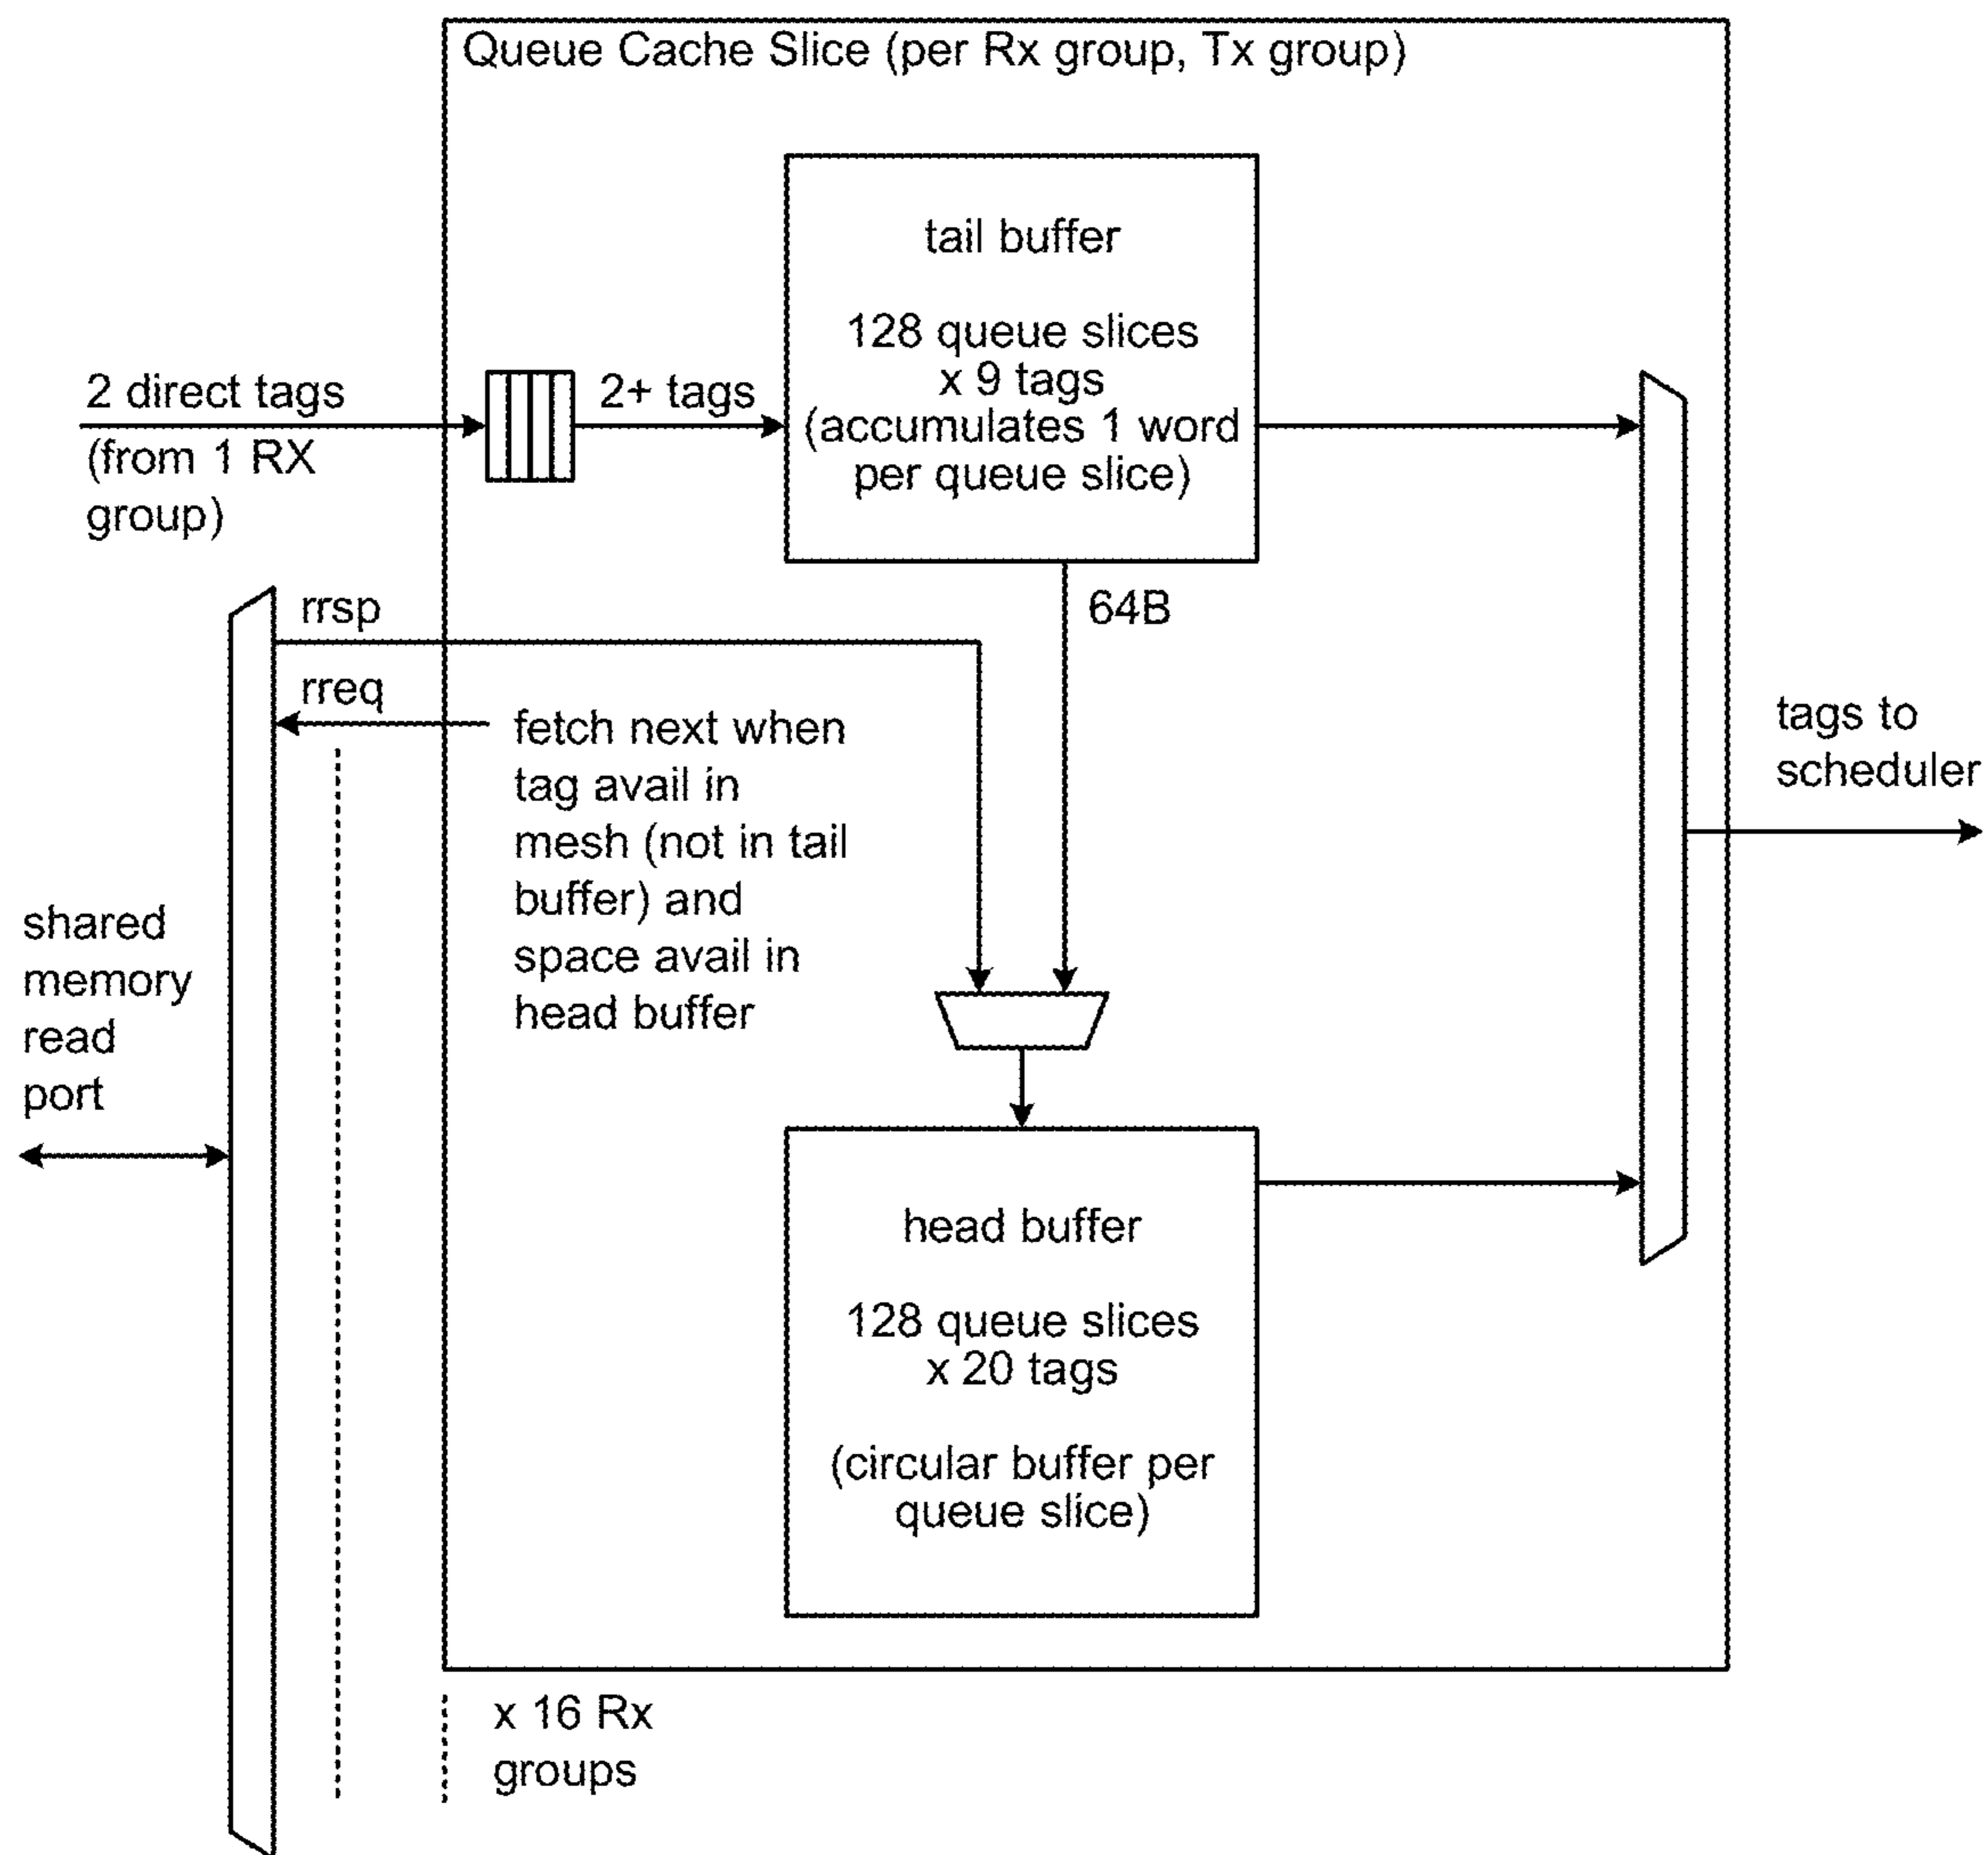 Queue Cache Slice (per Rx group, Tx group)
tail buffer
128 queue slices
x 9 tags
(accumulates 1 word
per queue slice)
2 direct tags
(from 1 RX
group)
2+ tags
64B
rrsp
rreq
fetch next when
tag avail in
mesh (not in tail
buffer) and
space avail in
head buffer
tags to
scheduler
shared
memory
read
port
head buffer
128 queue slices
x 20 tags
(circular buffer per
queue slice)
x 16 Rx
groups